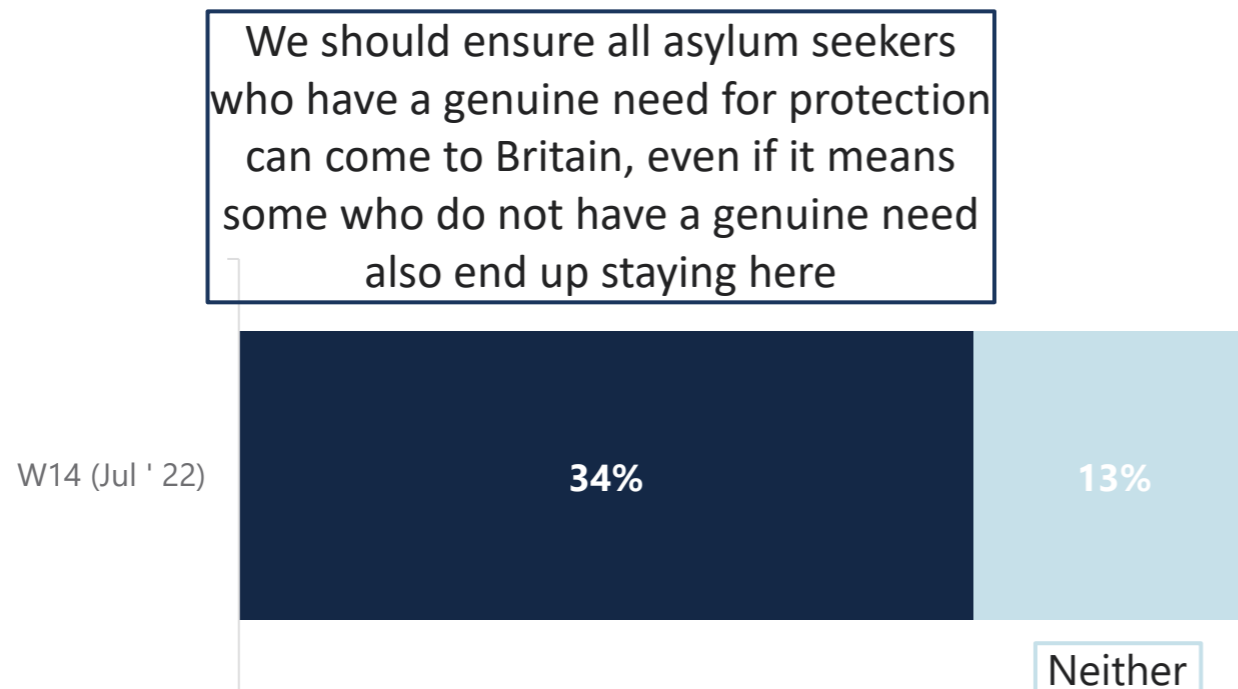 We should ensure all asylum seekers
who have a genuine need for protection
can come to Britain, even if it means
some who do not have a genuine need
also end up staying here
W14 (Jul ' 22)
34%
13%
Neither